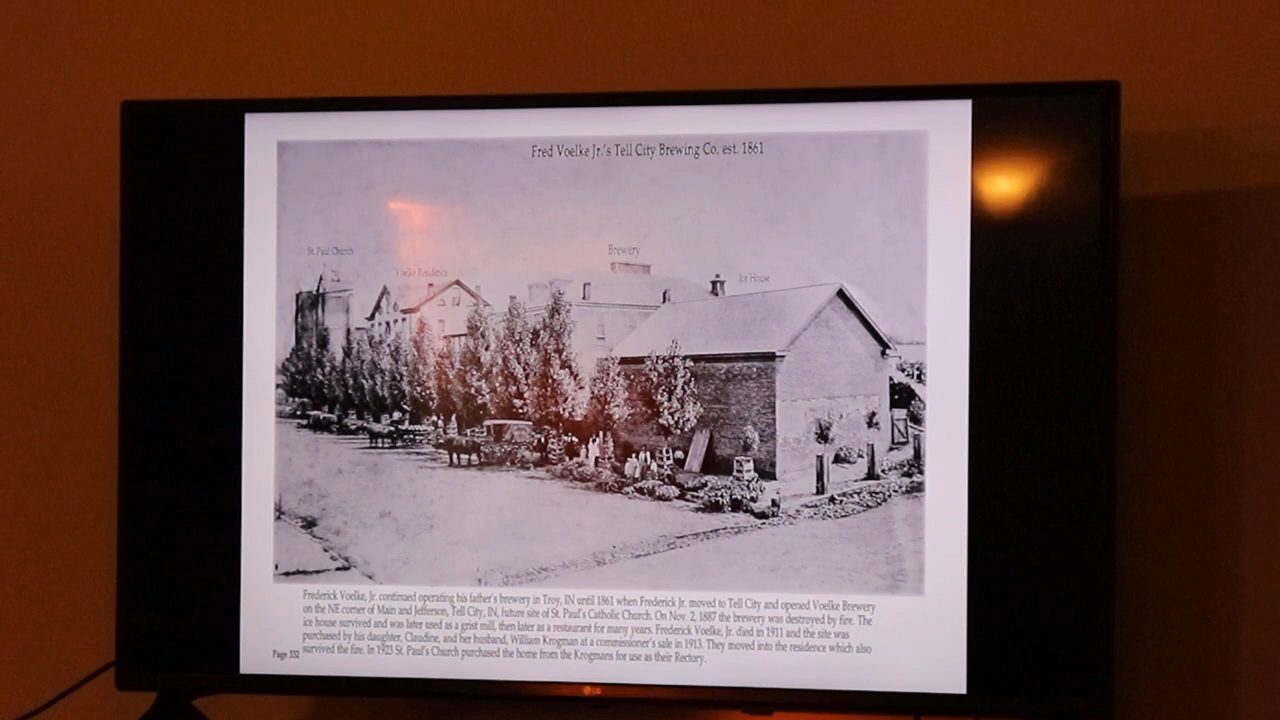 Fred Voelke Jr.'s Tell City Brewing Co. est. 1861
St. Paul Church
Voelke Residence
Brewery
Ice House
Frederick Voelke, Jr. continued operating his father's brewery in Troy, IN until 1861 when Frederick Jr. moved to Tell City and opened Voelke Brewery
on the NE corner of Main and Jefferson, Tell City, IN, future site of St. Paul's Catholic Church. On Nov. 2, 1887 the brewery was destroyed by fire. The
ice house survived and was later used as a grist mill, then later as a restaurant for many years. Frederick Voelke, Jr. died in 1911 and the site was
purchased by his daughter, Claudine, and her husband, William Krogman at a commissioner's sale in 1913. They moved into the residence which also
survived the fire. In 1923 St. Paul's Church purchased the home from the Krogmans for use as their Rectory.
Page 332
LG